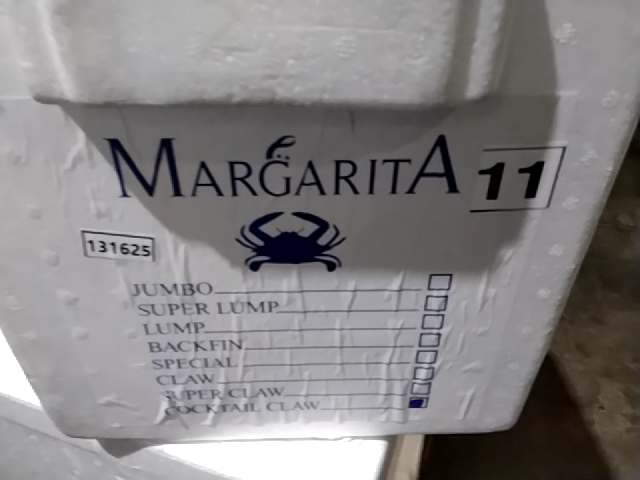 MARGARITA 11
131625
JUMBO
SUPER LUMP
LUMP
BACKFIN
SPECIAL
CLAW
SUPER CLAW
COCKTAIL CLAW